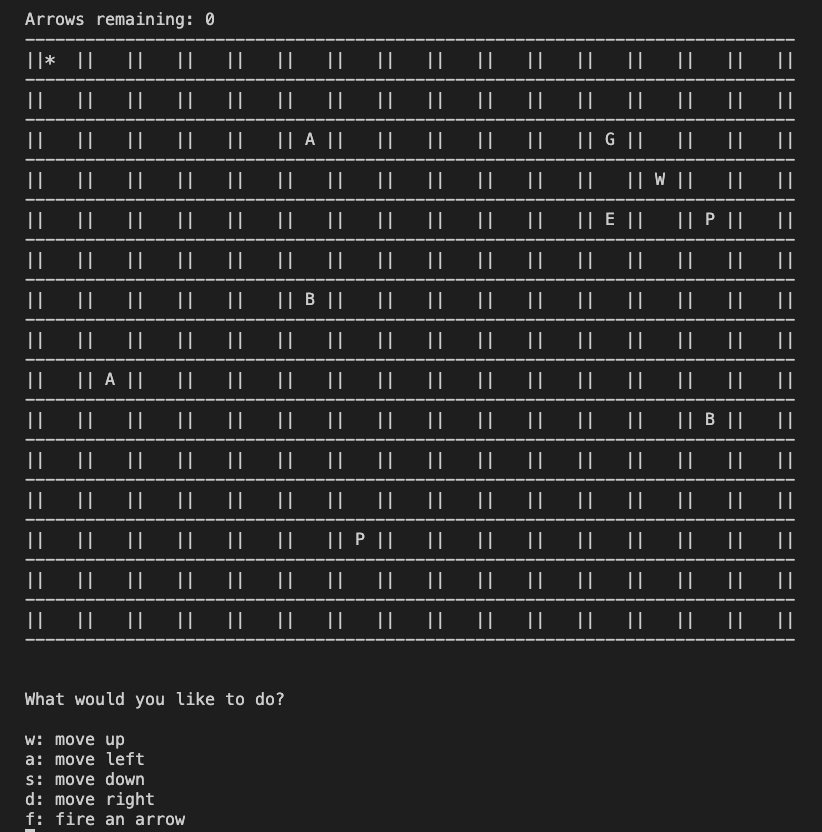 Arrows remaining: 0
-----------------------------------------------------------------------------
||*  ||   ||   ||   ||   ||   ||   ||   ||   ||   ||   ||   ||   ||   ||   ||
-----------------------------------------------------------------------------
||   ||   ||   ||   ||   ||   ||   ||   ||   ||   ||   ||   ||   ||   ||   ||
-----------------------------------------------------------------------------
||   ||   ||   ||   ||   || A ||   ||   ||   ||   ||   || G ||   ||   ||   ||
-----------------------------------------------------------------------------
||   ||   ||   ||   ||   ||   ||   ||   ||   ||   ||   ||   || W ||   ||   ||
-----------------------------------------------------------------------------
||   ||   ||   ||   ||   ||   ||   ||   ||   ||   ||   || E ||   || P ||   ||
-----------------------------------------------------------------------------
||   ||   ||   ||   ||   ||   ||   ||   ||   ||   ||   ||   ||   ||   ||   ||
-----------------------------------------------------------------------------
||   ||   ||   ||   ||   || B ||   ||   ||   ||   ||   ||   ||   ||   ||   ||
-----------------------------------------------------------------------------
||   ||   ||   ||   ||   ||   ||   ||   ||   ||   ||   ||   ||   ||   ||   ||
-----------------------------------------------------------------------------
||   || A ||   ||   ||   ||   ||   ||   ||   ||   ||   ||   ||   ||   ||   ||
-----------------------------------------------------------------------------
||   ||   ||   ||   ||   ||   ||   ||   ||   ||   ||   ||   ||   || B ||   ||
-----------------------------------------------------------------------------
||   ||   ||   ||   ||   ||   ||   ||   ||   ||   ||   ||   ||   ||   ||   ||
-----------------------------------------------------------------------------
||   ||   ||   ||   ||   ||   ||   ||   ||   ||   ||   ||   ||   ||   ||   ||
-----------------------------------------------------------------------------
||   ||   ||   ||   ||   ||   || P ||   ||   ||   ||   ||   ||   ||   ||   ||
-----------------------------------------------------------------------------
||   ||   ||   ||   ||   ||   ||   ||   ||   ||   ||   ||   ||   ||   ||   ||
-----------------------------------------------------------------------------
||   ||   ||   ||   ||   ||   ||   ||   ||   ||   ||   ||   ||   ||   ||   ||
-----------------------------------------------------------------------------
What would you like to do?
w: move up
a: move left
s: move down
d: move right
f: fire an arrow